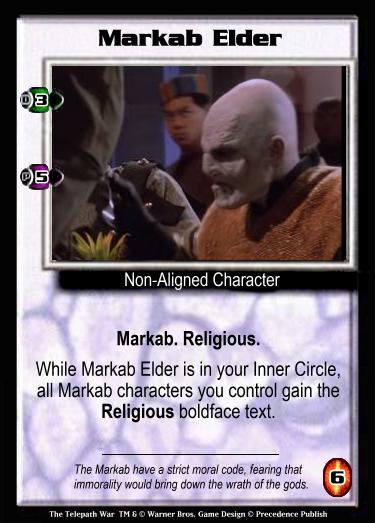 Markab Elder
D 3
P 5
Non-Aligned Character
Markab. Religious.
While Markab Elder is in your Inner Circle,
all Markab characters you control gain the
Religious boldface text.
The Markab have a strict moral code, fearing that
immorality would bring down the wrath of the gods.
6
The Telepath War TM & © Warner Bros. Game Design © Precedence Publish